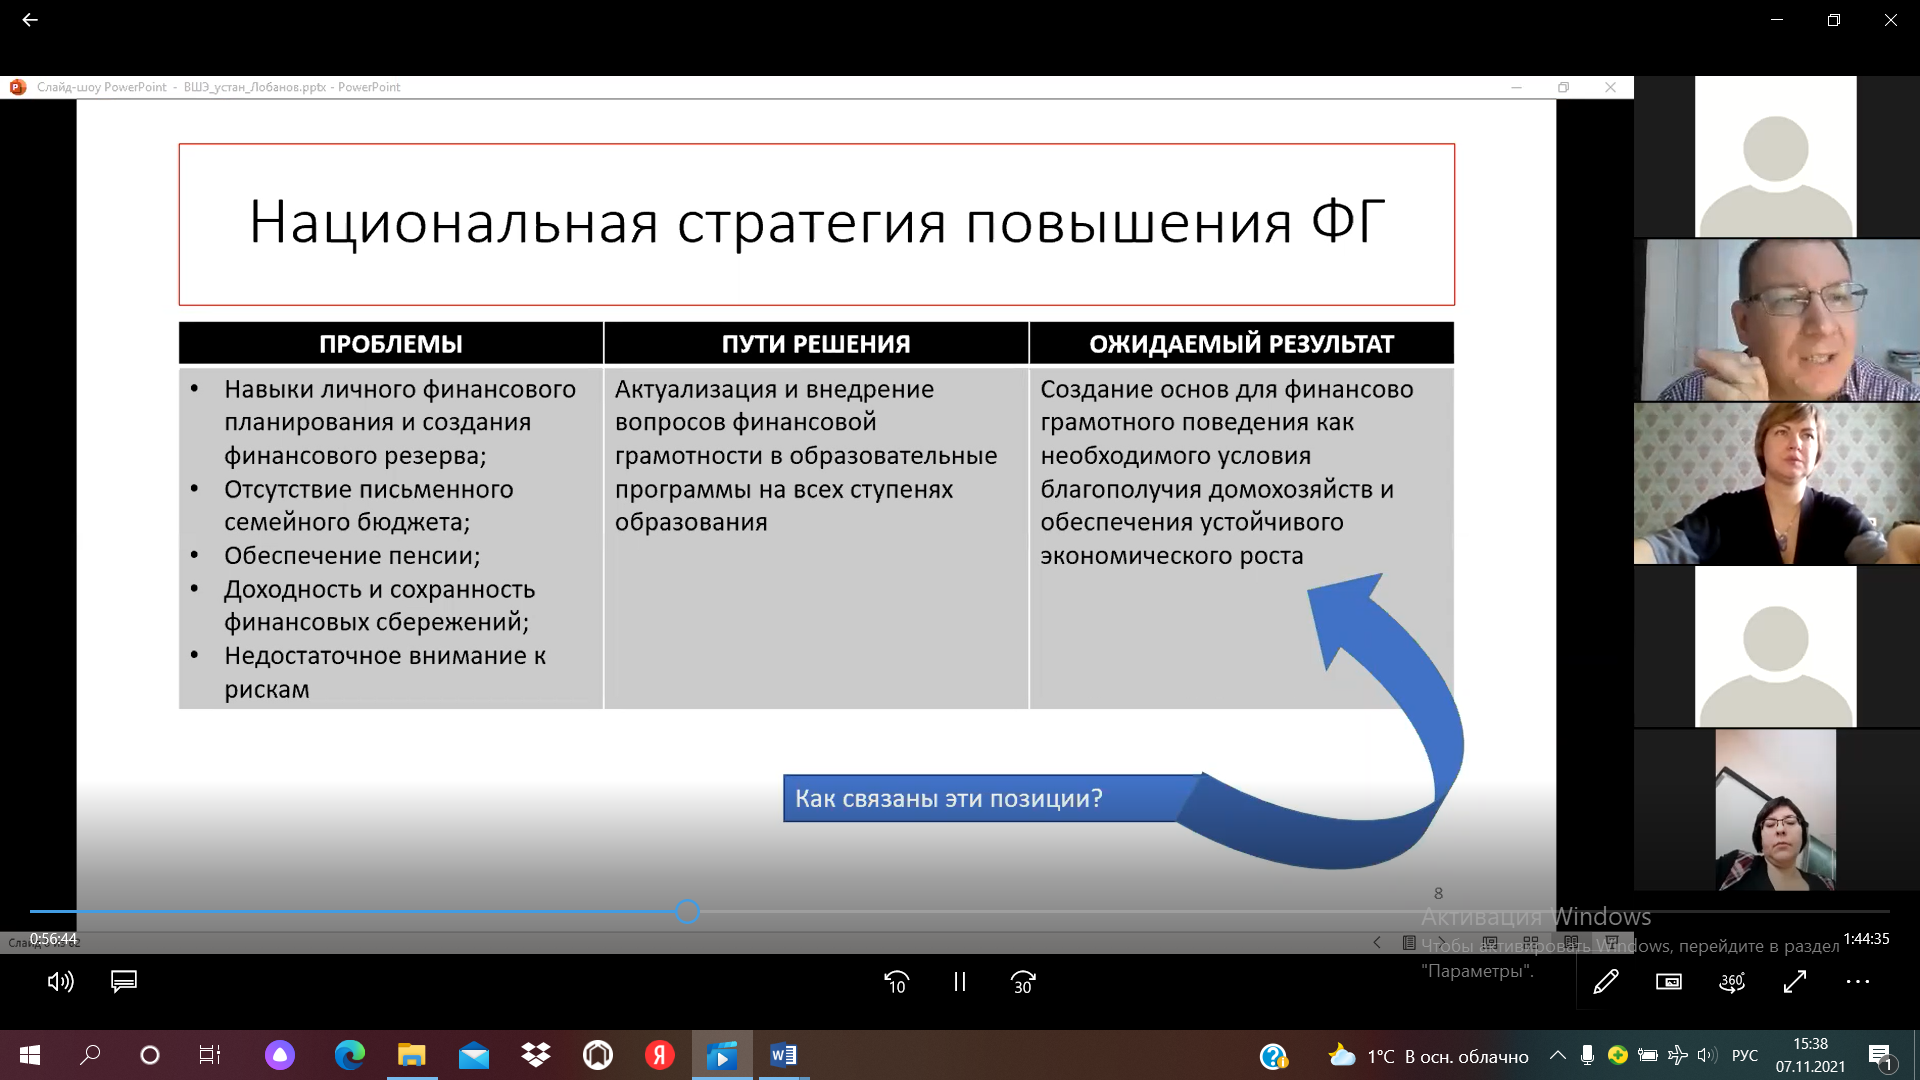 Слайд-шоу PowerPoint - ВШЭ_устан_Лобанов.pptx - PowerPoint
Национальная стратегия повышения ФГ
ПРОБЛЕМЫ
ПУТИ РЕШЕНИЯ
ОЖИДАЕМЫЙ РЕЗУЛЬТАТ
• Навыки личного финансового
планирования и создания
финансового резерва;
• Отсутствие письменного
семейного бюджета;
• Обеспечение пенсии;
• Доходность и сохранность
финансовых сбережений;
• Недостаточное внимание к
рискам
Актуализация и внедрение
вопросов финансовой
грамотности в образовательные
программы на всех ступенях
образования
Создание основ для финансово
грамотного поведения как
необходимого условия
благополучия домохозяйств и
обеспечения устойчивого
экономического роста
Как связаны эти позиции?
8
Активация Windows
Чтобы активировать Windows, перейдите в раздел
"Параметры".
0:56:44
1:44:35
10
30
360°
1°C В осн. облачно
РУС
15:38
07.11.2021
1